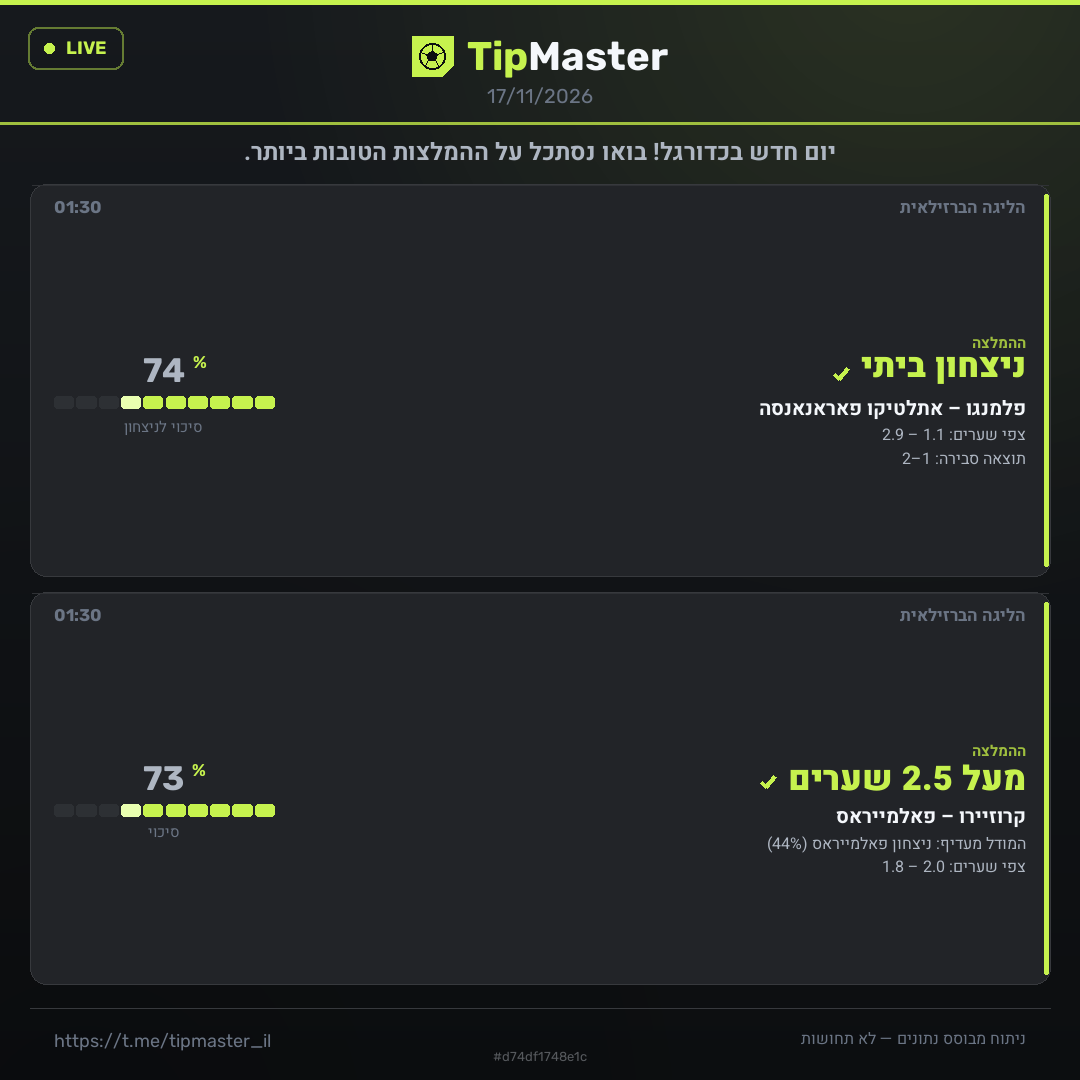 LIVE
TipMaster
17/11/2026
יום חדש בכדורגל! בואו נסתכל על ההמלצות הטובות ביותר.
הליגה הברזילאית
01:30
ההמלצה
ניצחון ביתי ✓
פלמנגו – אתלטיקו פאראנאנסה
צפי שערים: 1.1 – 2.9
תוצאה סבירה: 1–2
74 %
סיכוי לניצחון
הליגה הברזילאית
01:30
ההמלצה
מעל 2.5 שערים ✓
קרוזיירו – פאלמייראס
המודל מעדיף: ניצחון פאלמייראס (44%)
צפי שערים: 2.0 – 1.8
73 %
סיכוי
ניתוח מבוסס נתונים — לא תחושות
https://t.me/tipmaster_il
#d74df1748e1c